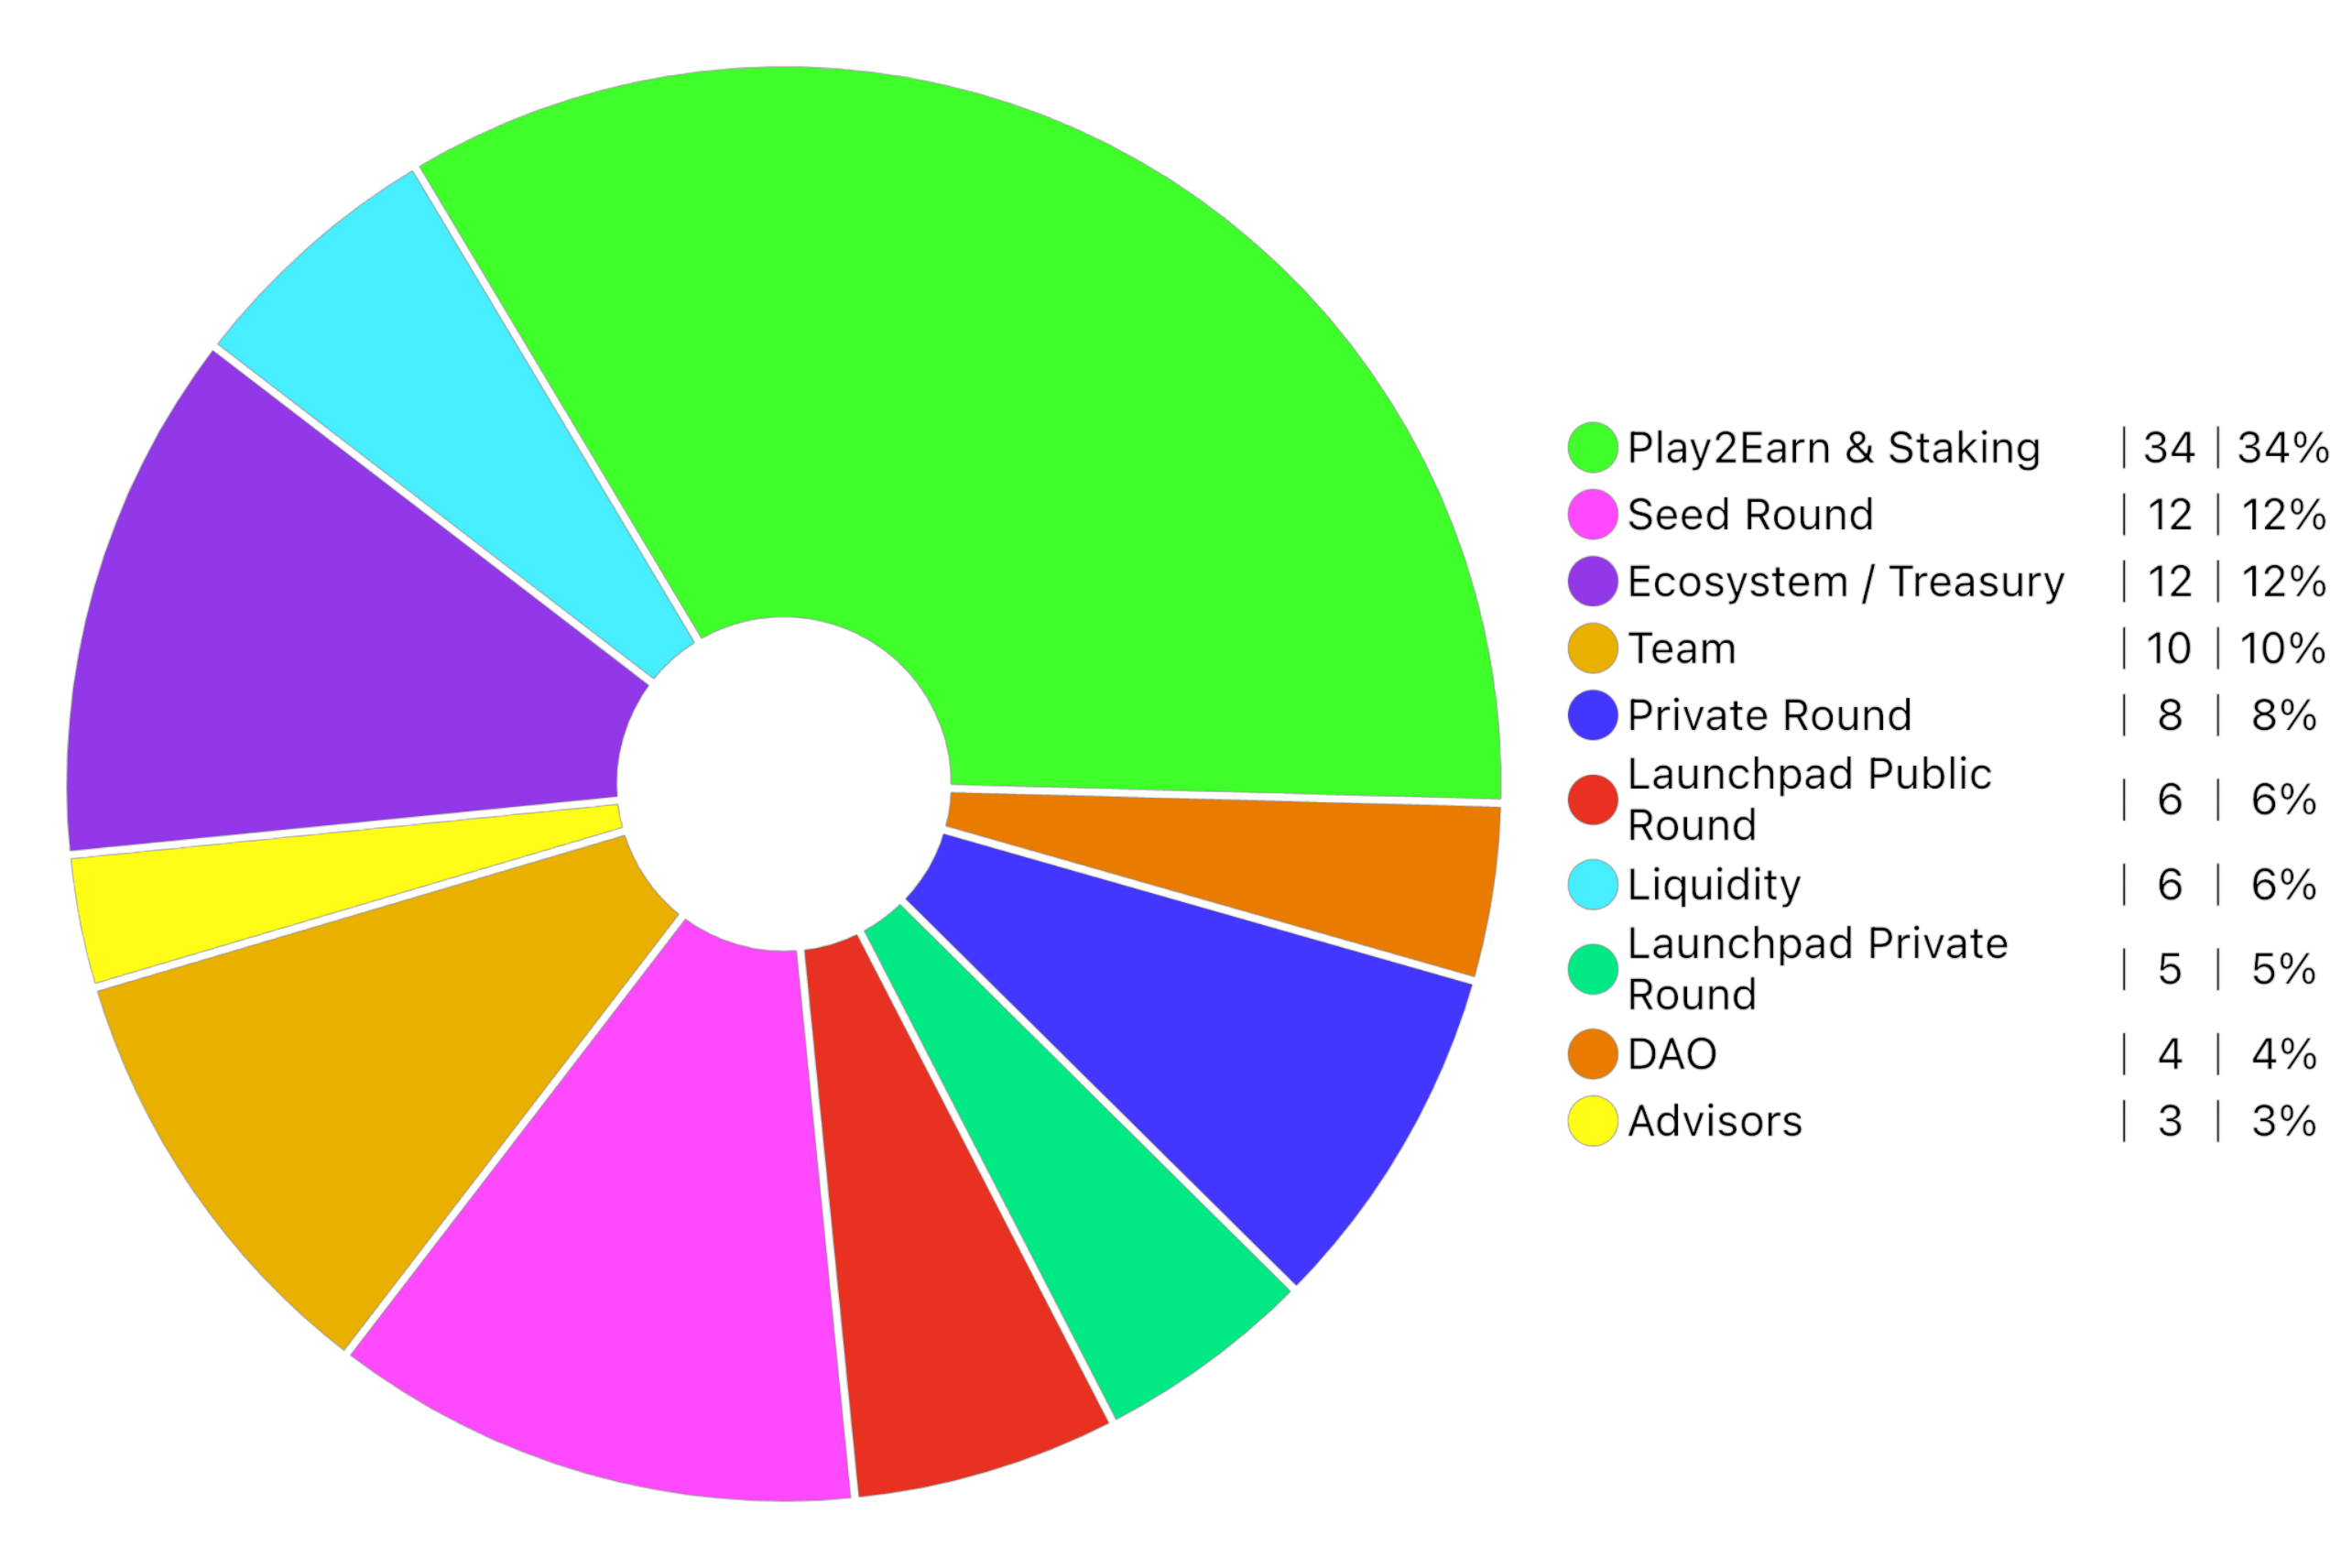 Play2Earn & Staking | 34 | 34%
Seed Round | 12 | 12%
Ecosystem / Treasury | 12 | 12%
Team | 10 | 10%
Private Round | 8 | 8%
Launchpad Public
Round | 6 | 6%
Liquidity | 6 | 6%
Launchpad Private
Round | 5 | 5%
DAO | 4 | 4%
Advisors | 3 | 3%